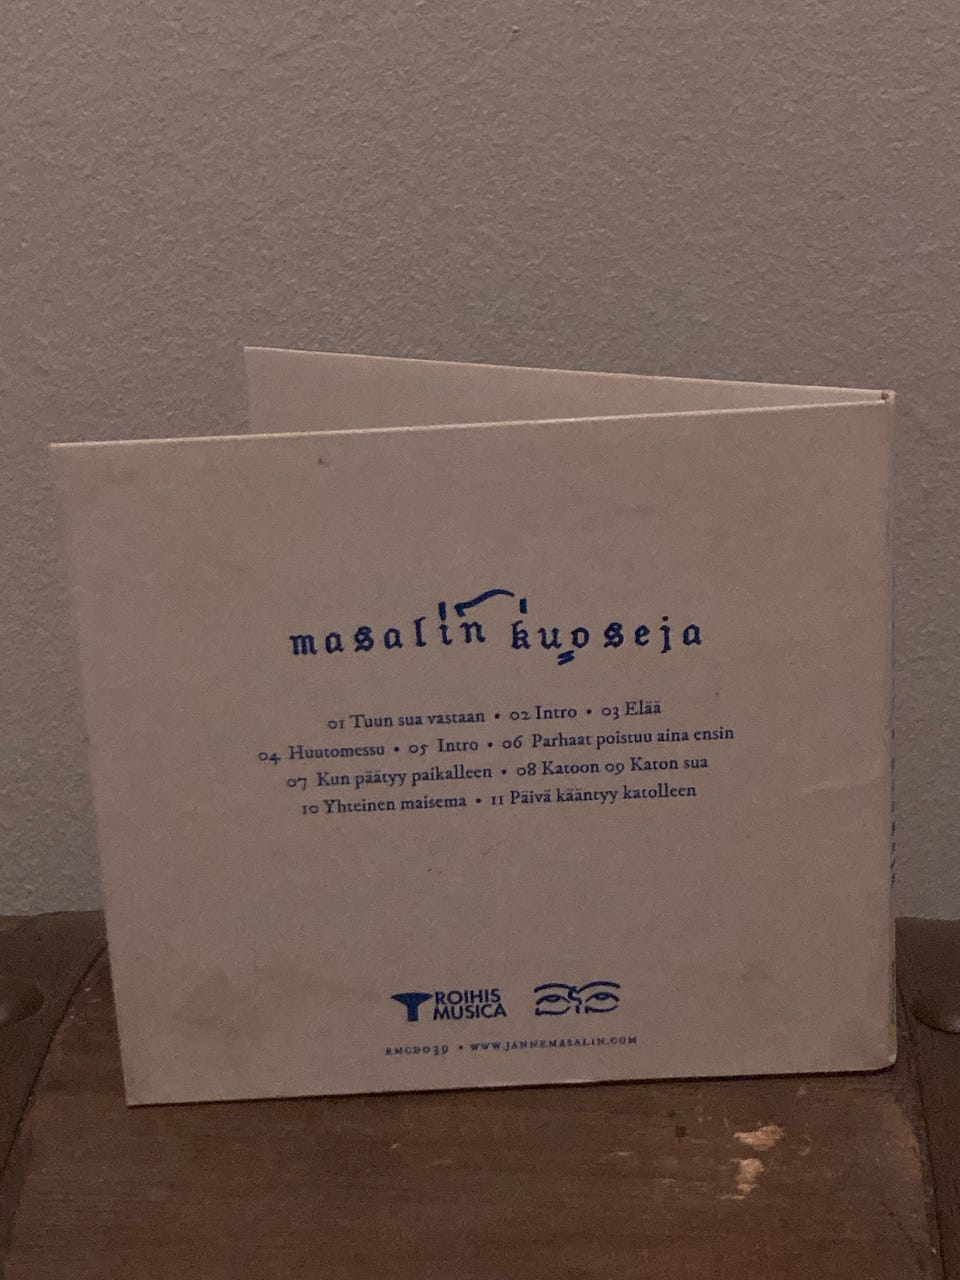 masalin kuoseja
01 Tuun sua vastaan • 02 Intro • 03 Elää
04 Huutomessu • 05 Intro • 06 Parhaat poistuu aina ensin
07 Kun päätyy paikalleen • 08 Katoon 09 Katon sua
10 Yhteinen maisema • 11 Päivä kääntyy katolleen
ROIHIS
MUSICA
RMCD039 • WWW.JANNEMASALIN.COM